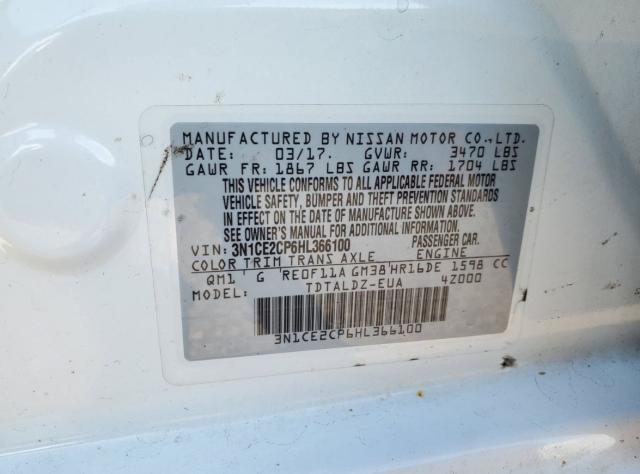 MANUFACTURED BY NISSAN MOTOR CO.,LTD.
DATE: 03/17. GVWR: 3470 LBS
GAWR FR: 1867 LBS GAWR RR: 1704 LBS
THIS VEHICLE CONFORMS TO ALL APPLICABLE FEDERAL MOTOR
VEHICLE SAFETY, BUMPER AND THEFT PREVENTION STANDARDS
IN EFFECT ON THE DATE OF MANUFACTURE SHOWN ABOVE.
SEE OWNER'S MANUAL FOR ADDITIONAL INFORMATION.
VIN: 3N1CE2CP6HL366100 PASSENGER CAR.
COLOR TRIM TRANS AXLE ENGINE
QM1 G RE0F11A GM38 HR16DE 1598 CC
MODEL: TDTALDZ-EUA 4Z000
3N1CE2CP6HL366100